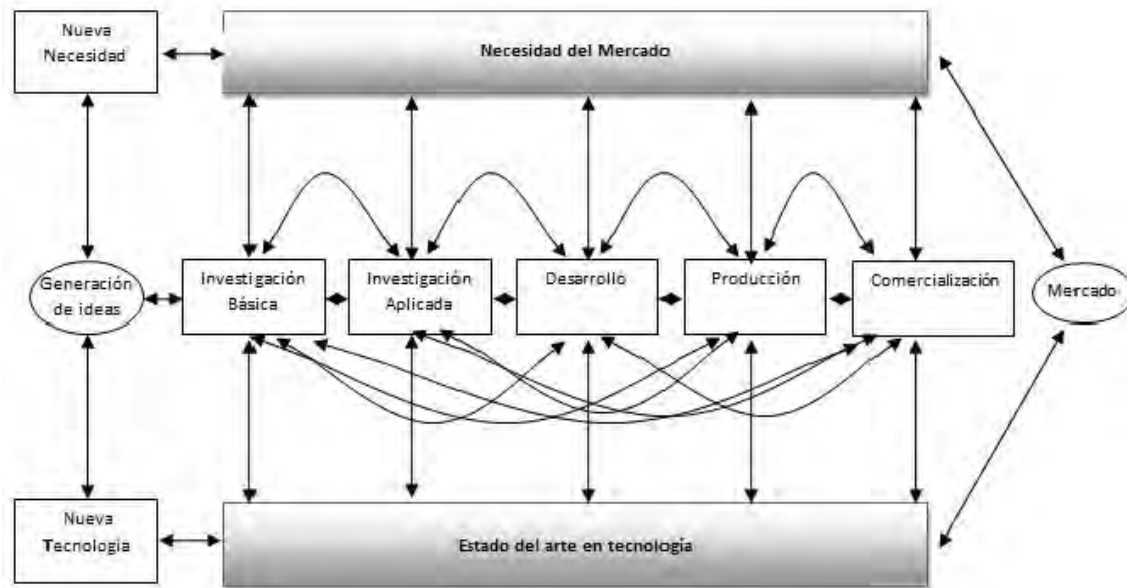 Nueva
Necesidad
Necesidad del Mercado
Generación
de ideas
Investigación
Básica
Investigación
Aplicada
Desarrollo
Producción
Comercialización
Mercado
Nueva
Tecnología
Estado del arte en tecnología